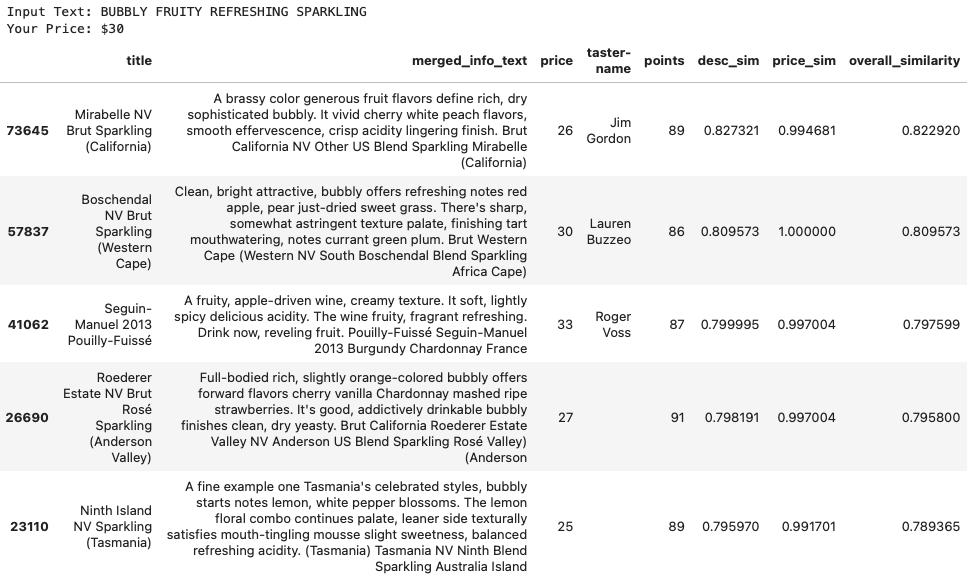 Input Text: BUBBLY FRUITY REFRESHING SPARKLING
Your Price: $30
title merged_info_text price taster-name points desc_sim price_sim overall_similarity
73645
Mirabelle NV
Brut Sparkling
(California)
A brassy color generous fruit flavors define rich, dry
sophisticated bubbly. It vivid cherry white peach flavors,
smooth effervescence, crisp acidity lingering finish. Brut
California NV Other US Blend Sparkling Mirabelle
(California)
26
Jim
Gordon
89 0.827321 0.994681 0.822920
57837
Boschendal
NV Brut
Sparkling
(Western
Cape)
Clean, bright attractive, bubbly offers refreshing notes red
apple, pear just-dried sweet grass. There's sharp,
somewhat astringent texture palate, finishing tart
mouthwatering, notes currant green plum. Brut Western
Cape (Western NV South Boschendal Blend Sparkling
Africa Cape)
30
Lauren
Buzzeo
86 0.809573 1.000000 0.809573
41062
Seguin-
Manuel 2013
Pouilly-Fuissé
A fruity, apple-driven wine, creamy texture. It soft, lightly
spicy delicious acidity. The wine fruity, fragrant refreshing.
Drink now, reveling fruit. Pouilly-Fuissé Seguin-Manuel
2013 Burgundy Chardonnay France
33
Roger
Voss
87 0.799995 0.997004 0.797599
26690
Roederer
Estate NV Brut
Rosé
Sparkling
(Anderson
Valley)
Full-bodied rich, slightly orange-colored bubbly offers
forward flavors cherry vanilla Chardonnay mashed ripe
strawberries. It's good, addictively drinkable bubbly
finishes clean, dry yeasty. Brut California Roederer Estate
Valley NV Anderson US Blend Sparkling Rosé Valley)
(Anderson
27
91 0.798191 0.997004 0.795800
23110
Ninth Island
NV Sparkling
(Tasmania)
A fine example one Tasmania's celebrated styles, bubbly
starts notes lemon, white pepper blossoms. The lemon
floral combo continues palate, leaner side texturally
satisfies mouth-tingling mousse slight sweetness, balanced
refreshing acidity. (Tasmania) Tasmania NV Ninth Blend
Sparkling Australia Island
25
89 0.795970 0.991701 0.789365